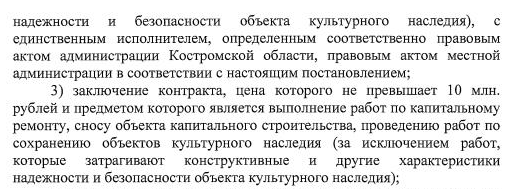 надежности и безопасности объекта культурного наследия), с
единственным исполнителем, определенным соответственно правовым
актом администрации Костромской области, правовым актом местной
администрации в соответствии с настоящим постановлением;
3) заключение контракта, цена которого не превышает 10 млн.
рублей и предметом которого является выполнение работ по капитальному
ремонту, сносу объекта капитального строительства, проведению работ по
сохранению объектов культурного наследия (за исключением работ,
которые затрагивают конструктивные и другие характеристики
надежности и безопасности объекта культурного наследия);